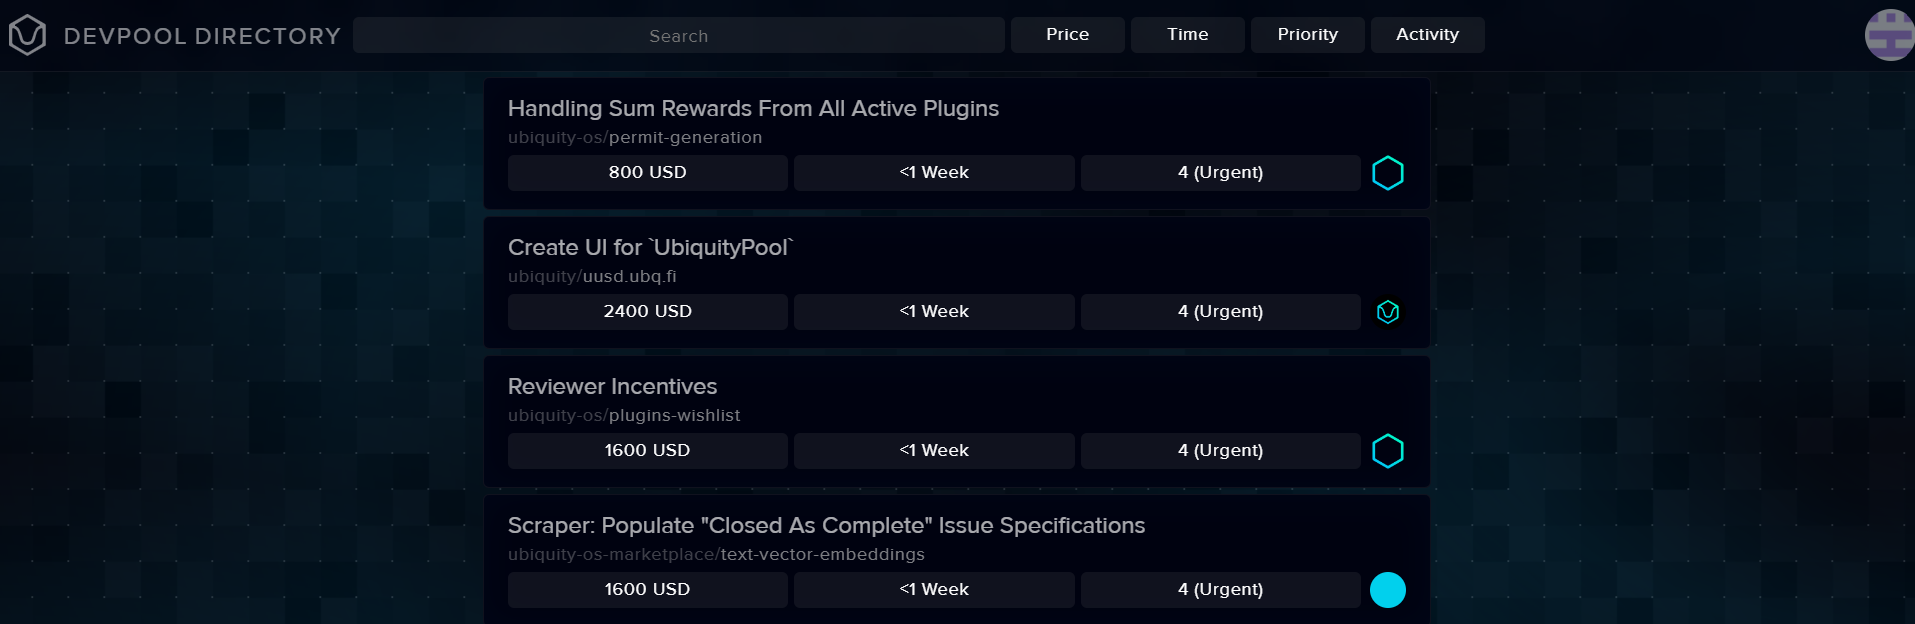 DEVPOOL DIRECTORY
Search
Price
Time
Priority
Activity
Handling Sum Rewards From All Active Plugins
ubiquity-os/permit-generation
800 USD
<1 Week
4 (Urgent)
Create UI for `UbiquityPool`
ubiquity/uusd.ubq.fi
2400 USD
<1 Week
4 (Urgent)
Reviewer Incentives
ubiquity-os/plugins-wishlist
1600 USD
<1 Week
4 (Urgent)
Scraper: Populate "Closed As Complete" Issue Specifications
ubiquity-os-marketplace/text-vector-embeddings
1600 USD
<1 Week
4 (Urgent)